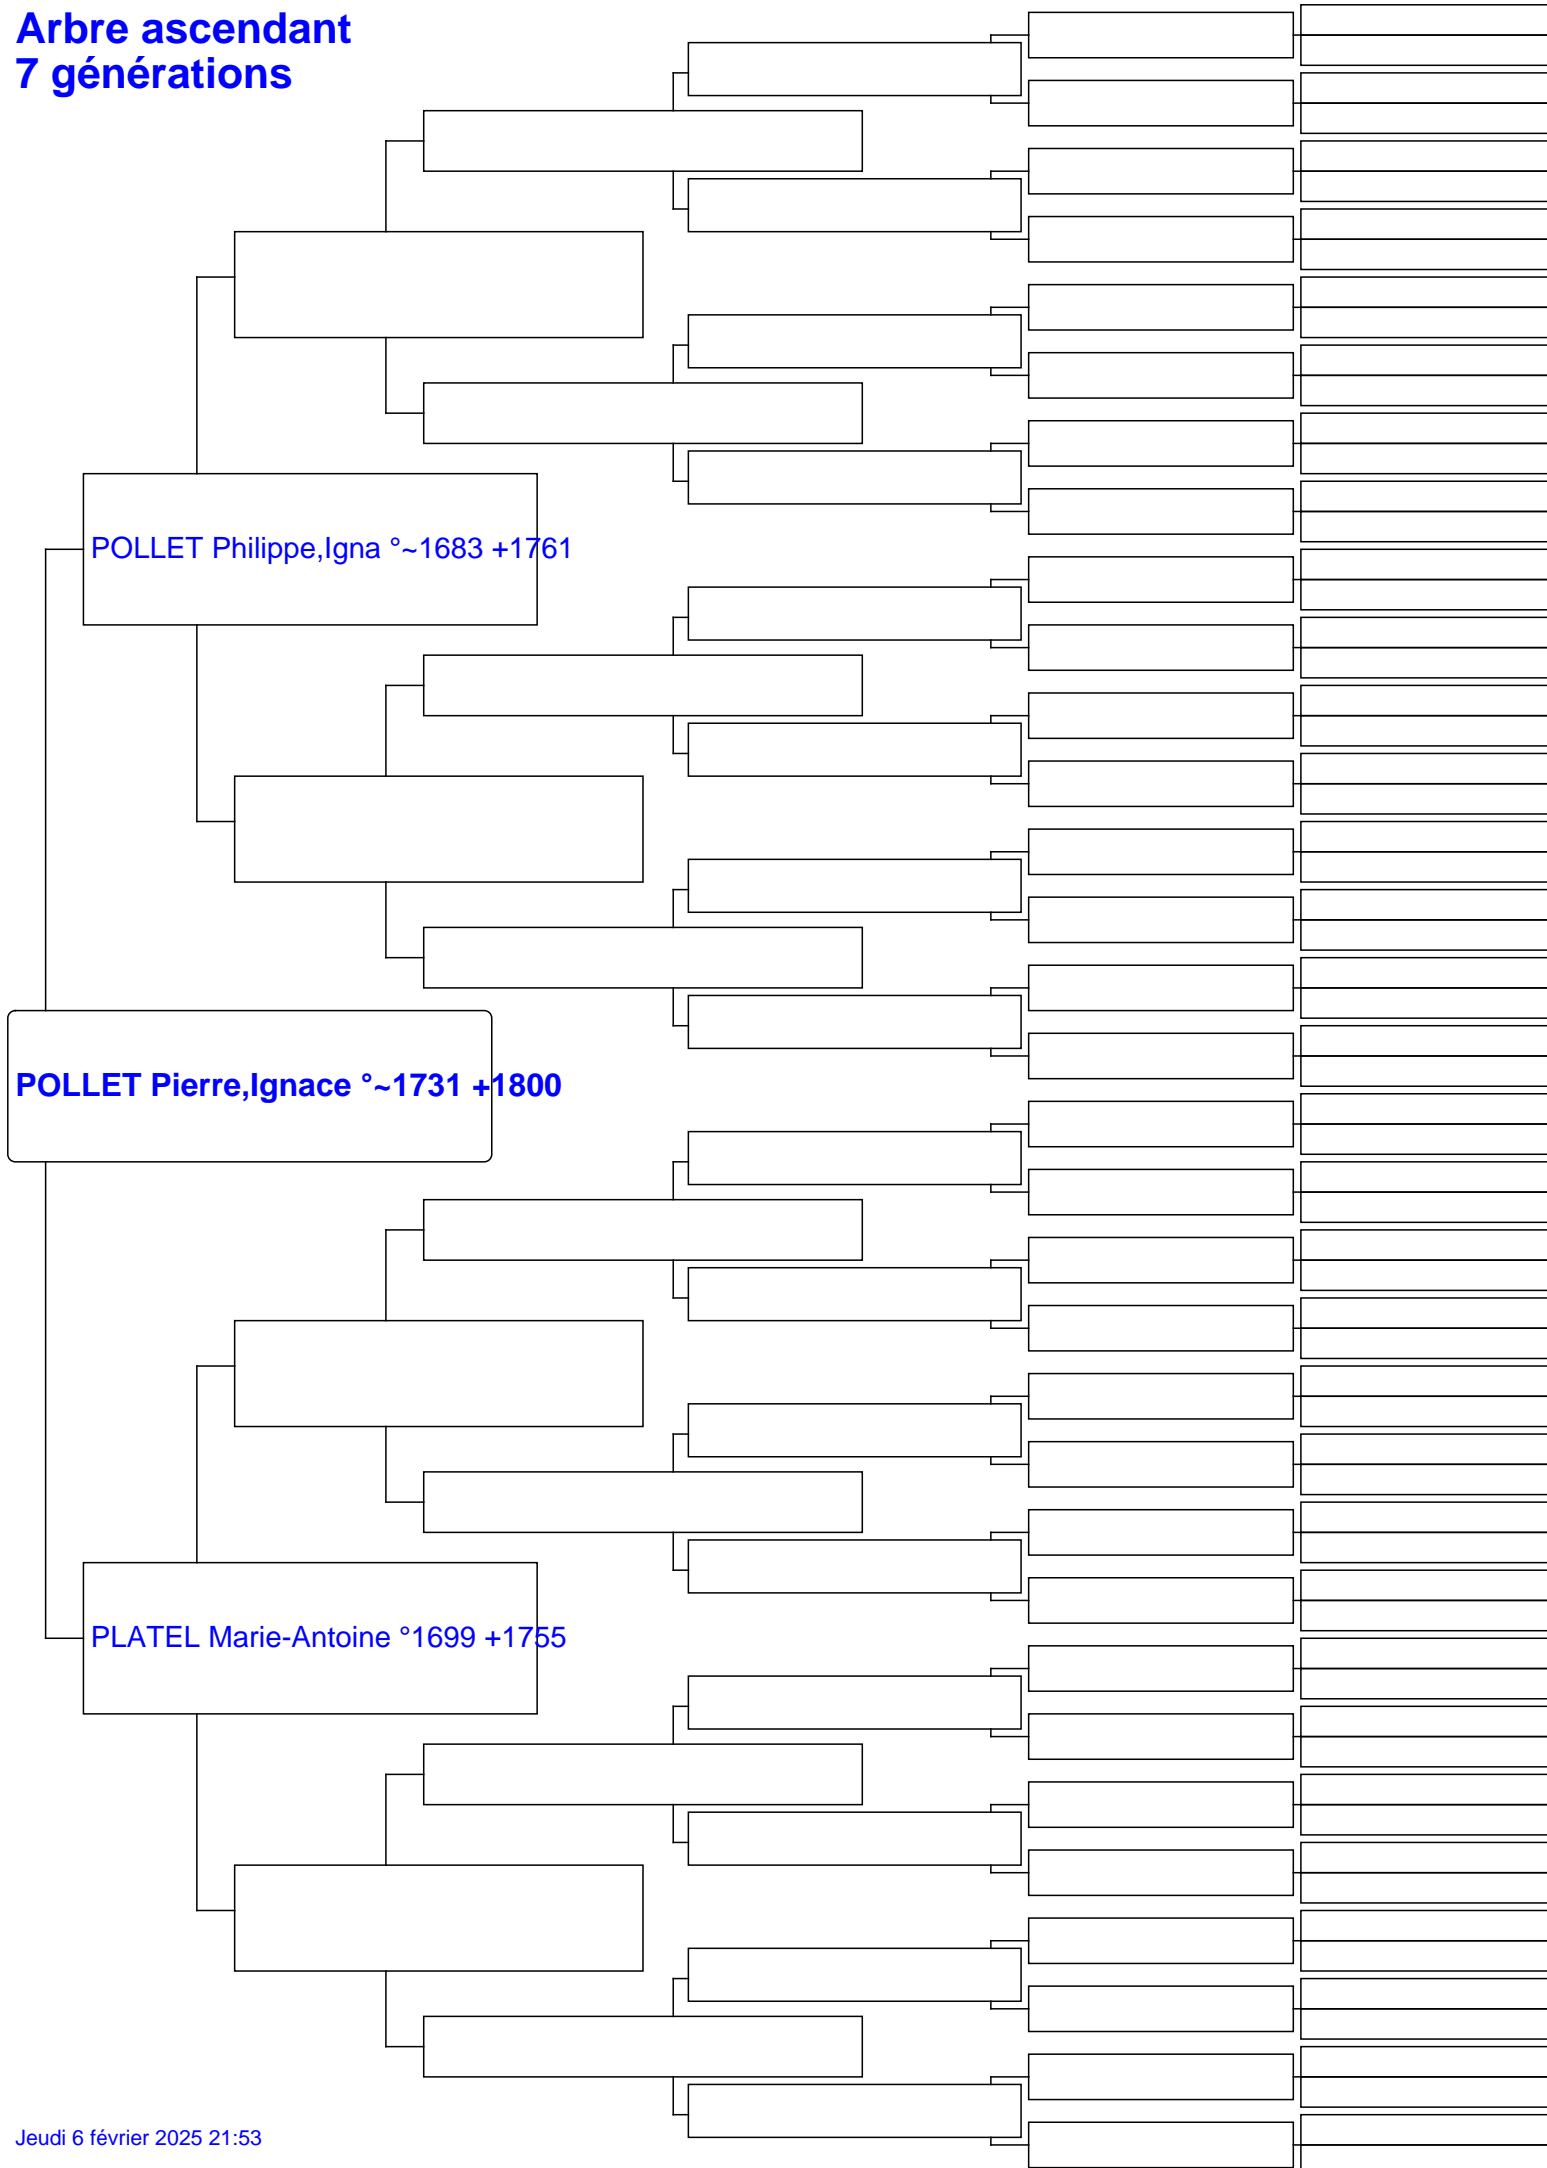 Arbre ascendant
7 générations
POLLET Philippe,Igna °~1683 +1761
POLLET Pierre,Ignace °~1731 +1800
PLATEL Marie-Antoine °1699 +1755
Jeudi 6 février 2025 21:53